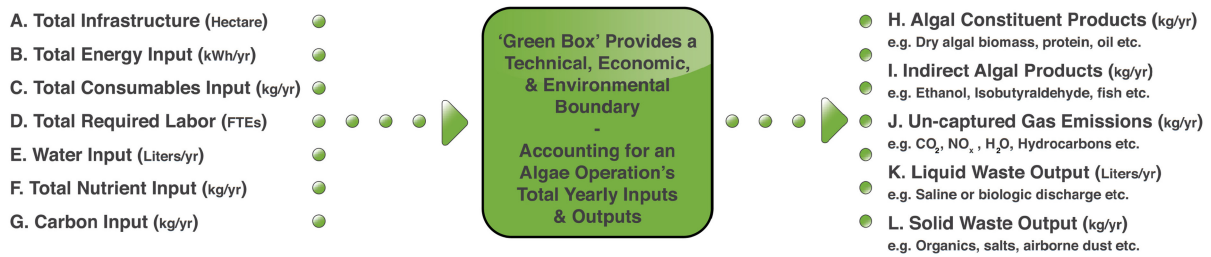 A. Total Infrastructure (Hectare)
B. Total Energy Input (kWh/yr)
C. Total Consumables Input (kg/yr)
D. Total Required Labor (FTEs)
E. Water Input (Liters/yr)
F. Total Nutrient Input (kg/yr)
G. Carbon Input (kg/yr)
‘Green Box’ Provides a
Technical, Economic,
& Environmental
Boundary
-
Accounting for an
Algae Operation’s
Total Yearly Inputs
& Outputs
H. Algal Constituent Products (kg/yr)
e.g. Dry algal biomass, protein, oil etc.
I. Indirect Algal Products (kg/yr)
e.g. Ethanol, Isobutyraldehyde, fish etc.
J. Un-captured Gas Emissions (kg/yr)
e.g. CO₂, NOₓ , H₂O, Hydrocarbons etc.
K. Liquid Waste Output (Liters/yr)
e.g. Saline or biologic discharge etc.
L. Solid Waste Output (kg/yr)
e.g. Organics, salts, airborne dust etc.